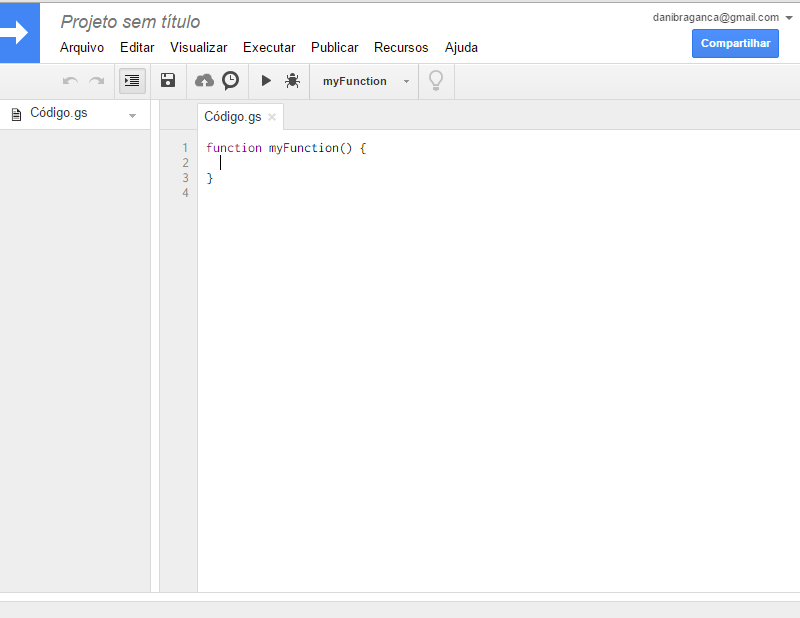 Projeto sem título
danibraganca@gmail.com
Arquivo Editar Visualizar Executar Publicar Recursos Ajuda
Compartilhar
myFunction
Código.gs
Código.gs ×
1 function myFunction() {
2
3 }
4